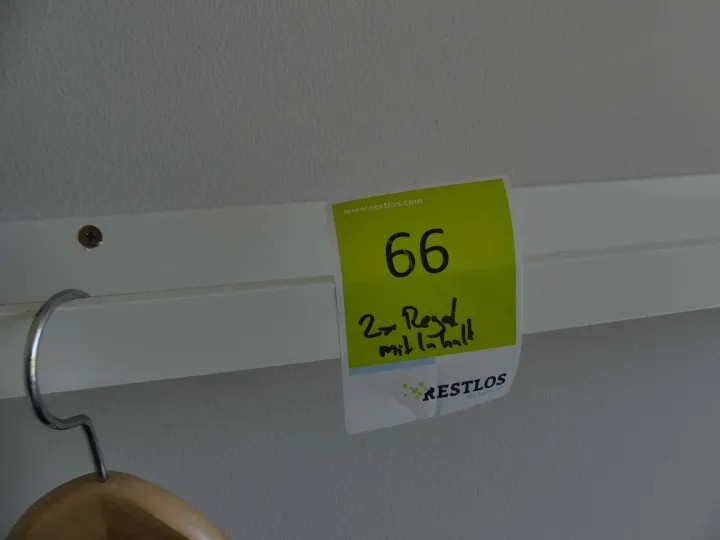 www.restlos.com
66
2x Regal
mit Inhalt
RESTLOS